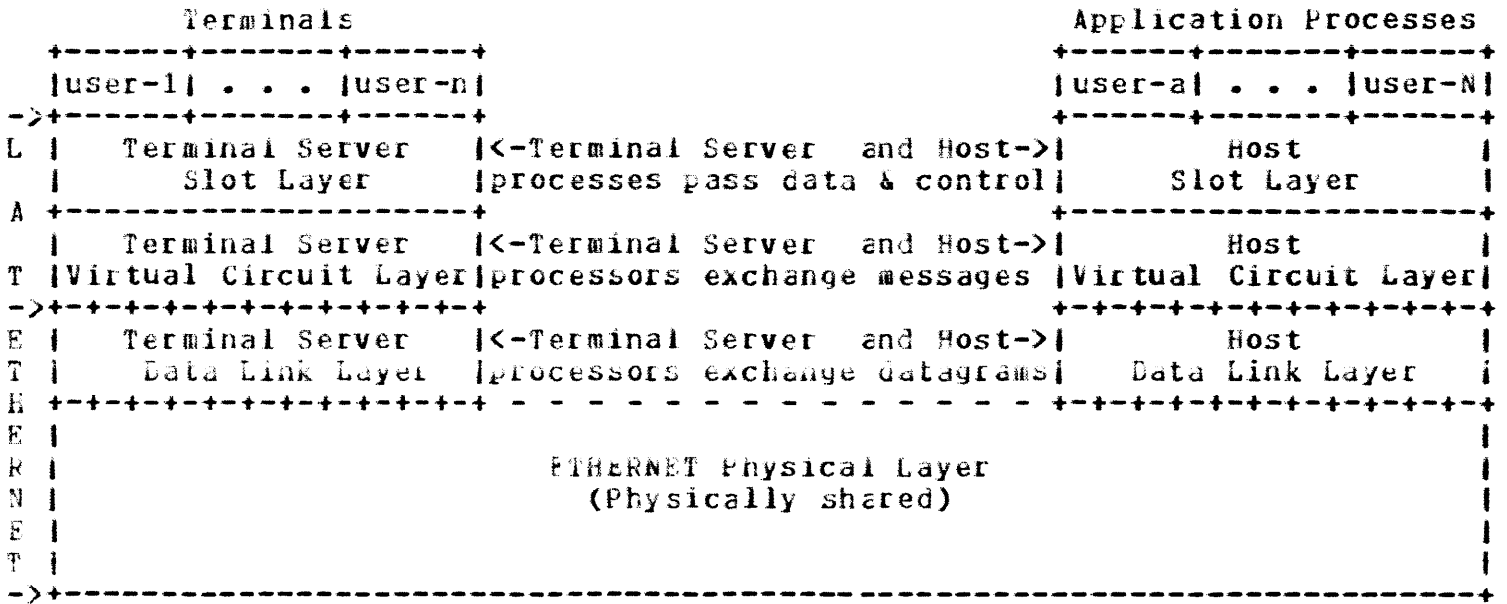 Terminals Application Processes
+-------+-------+-------+ +-------+-------+-------+
|user-1| . . . |user-n| |user-a| . . . |user-N|
->+-------+-------+-------+ +-------+-------+-------+
L | Terminal Server |<-Terminal Server and Host->| Host |
| Slot Layer |processes pass data & control| Slot Layer |
A +----------------------+ +----------------------+
| Terminal Server |<-Terminal Server and Host->| Host |
T |Virtual Circuit Layer|processors exchange messages |Virtual Circuit Layer|
->+-+-+-+-+-+-+-+-+-+-+-+ +-+-+-+-+-+-+-+-+-+-+-+
E | Terminal Server |<-Terminal Server and Host->| Host |
T | Data Link Layer |processors exchange datagrams| Data Link Layer |
H +-+-+-+-+-+-+-+-+-+-+-+ - - - - - - - - - - - - - - +-+-+-+-+-+-+-+-+-+-+-+
E | |
R | ETHERNET Physical Layer |
N | (Physically shared) |
E | |
T | |
->+--------------------------------------------------------------------------+